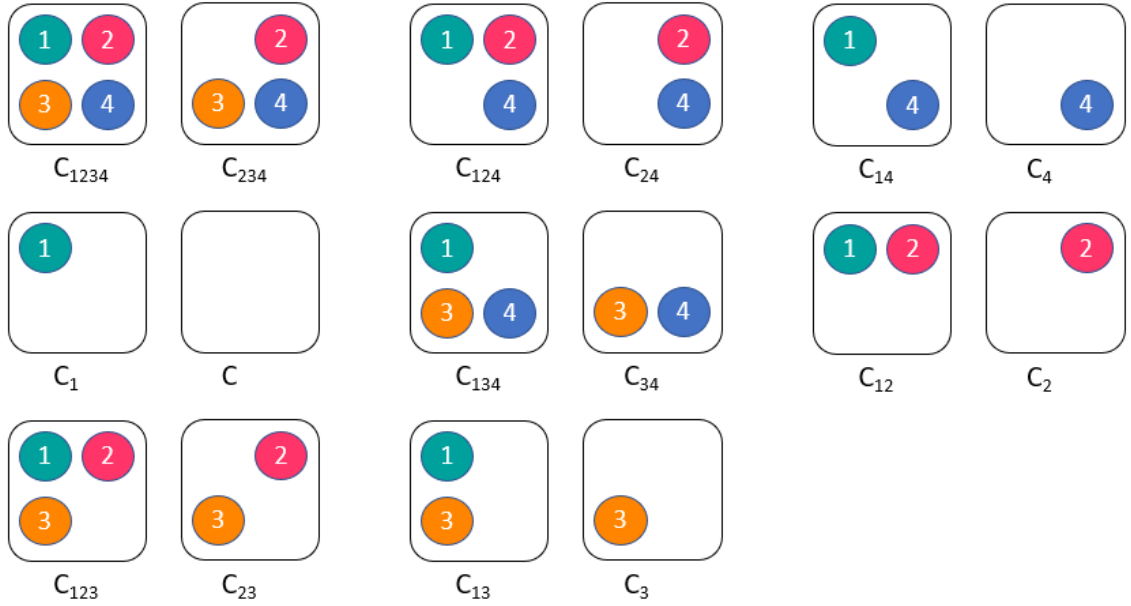 1 2 2 1 2 2 1
3 4 3 4 4 4 4 4
C₁₂₃₄ C₂₃₄ C₁₂₄ C₂₄ C₁₄ C₄
1 1 1 2 2
3 4 3 4
C₁ C C₁₃₄ C₃₄ C₁₂ C₂
1 2 2 1
3 3 3 3
C₁₂₃ C₂₃ C₁₃ C₃